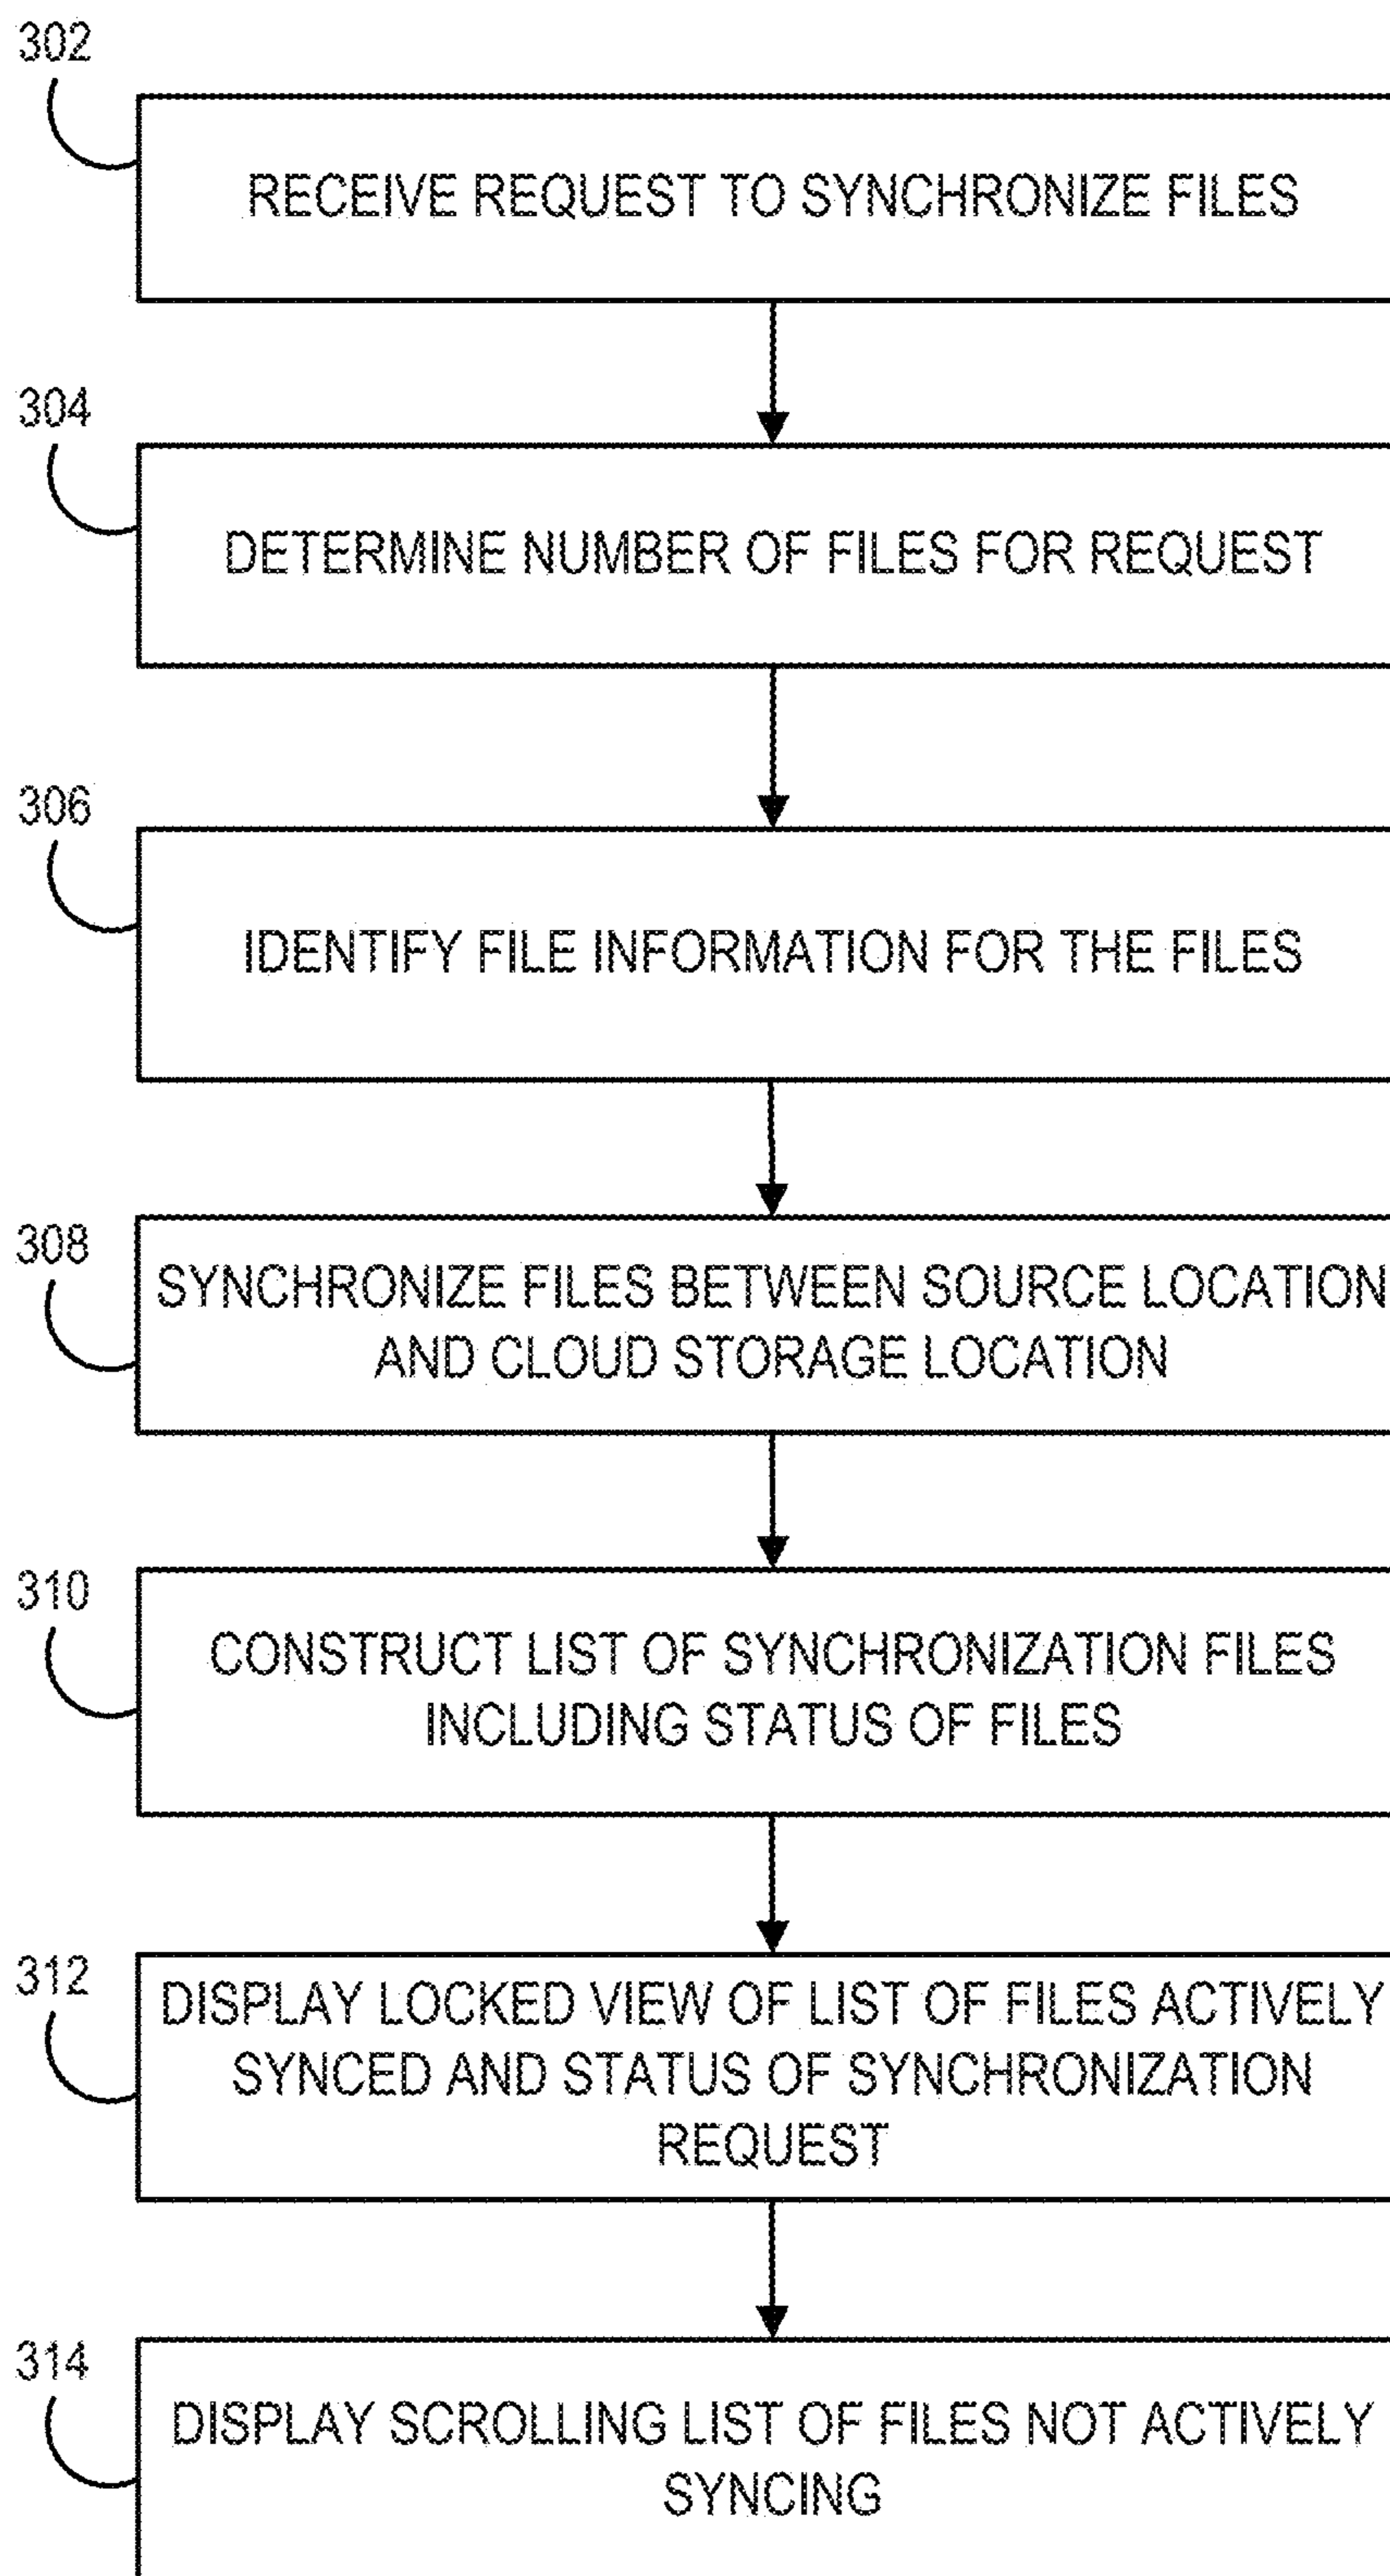 302
RECEIVE REQUEST TO SYNCHRONIZE FILES
304
DETERMINE NUMBER OF FILES FOR REQUEST
306
IDENTIFY FILE INFORMATION FOR THE FILES
308
SYNCHRONIZE FILES BETWEEN SOURCE LOCATION
AND CLOUD STORAGE LOCATION
310
CONSTRUCT LIST OF SYNCHRONIZATION FILES
INCLUDING STATUS OF FILES
312
DISPLAY LOCKED VIEW OF LIST OF FILES ACTIVELY
SYNCED AND STATUS OF SYNCHRONIZATION
REQUEST
314
DISPLAY SCROLLING LIST OF FILES NOT ACTIVELY
SYNCING